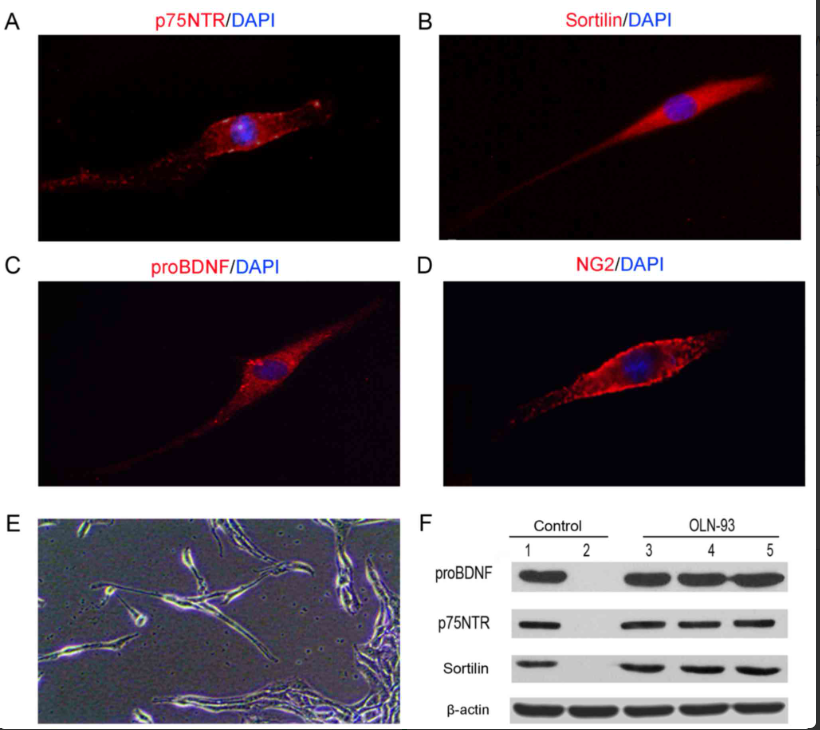 A
p75NTR/DAPI
B
Sortilin/DAPI
C
proBDNF/DAPI
D
NG2/DAPI
E
F
Control
OLN-93
1 2 3 4 5
proBDNF
p75NTR
Sortilin
β-actin